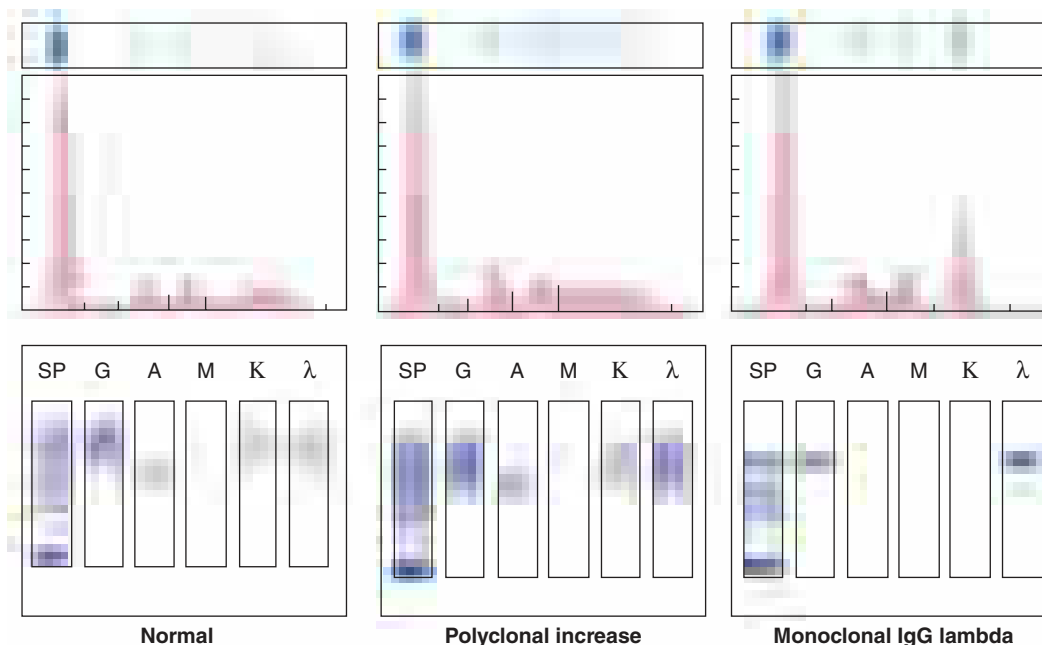 SP G A M K λ
SP G A M K λ
SP G A M K λ
Normal
Polyclonal increase
Monoclonal IgG lambda